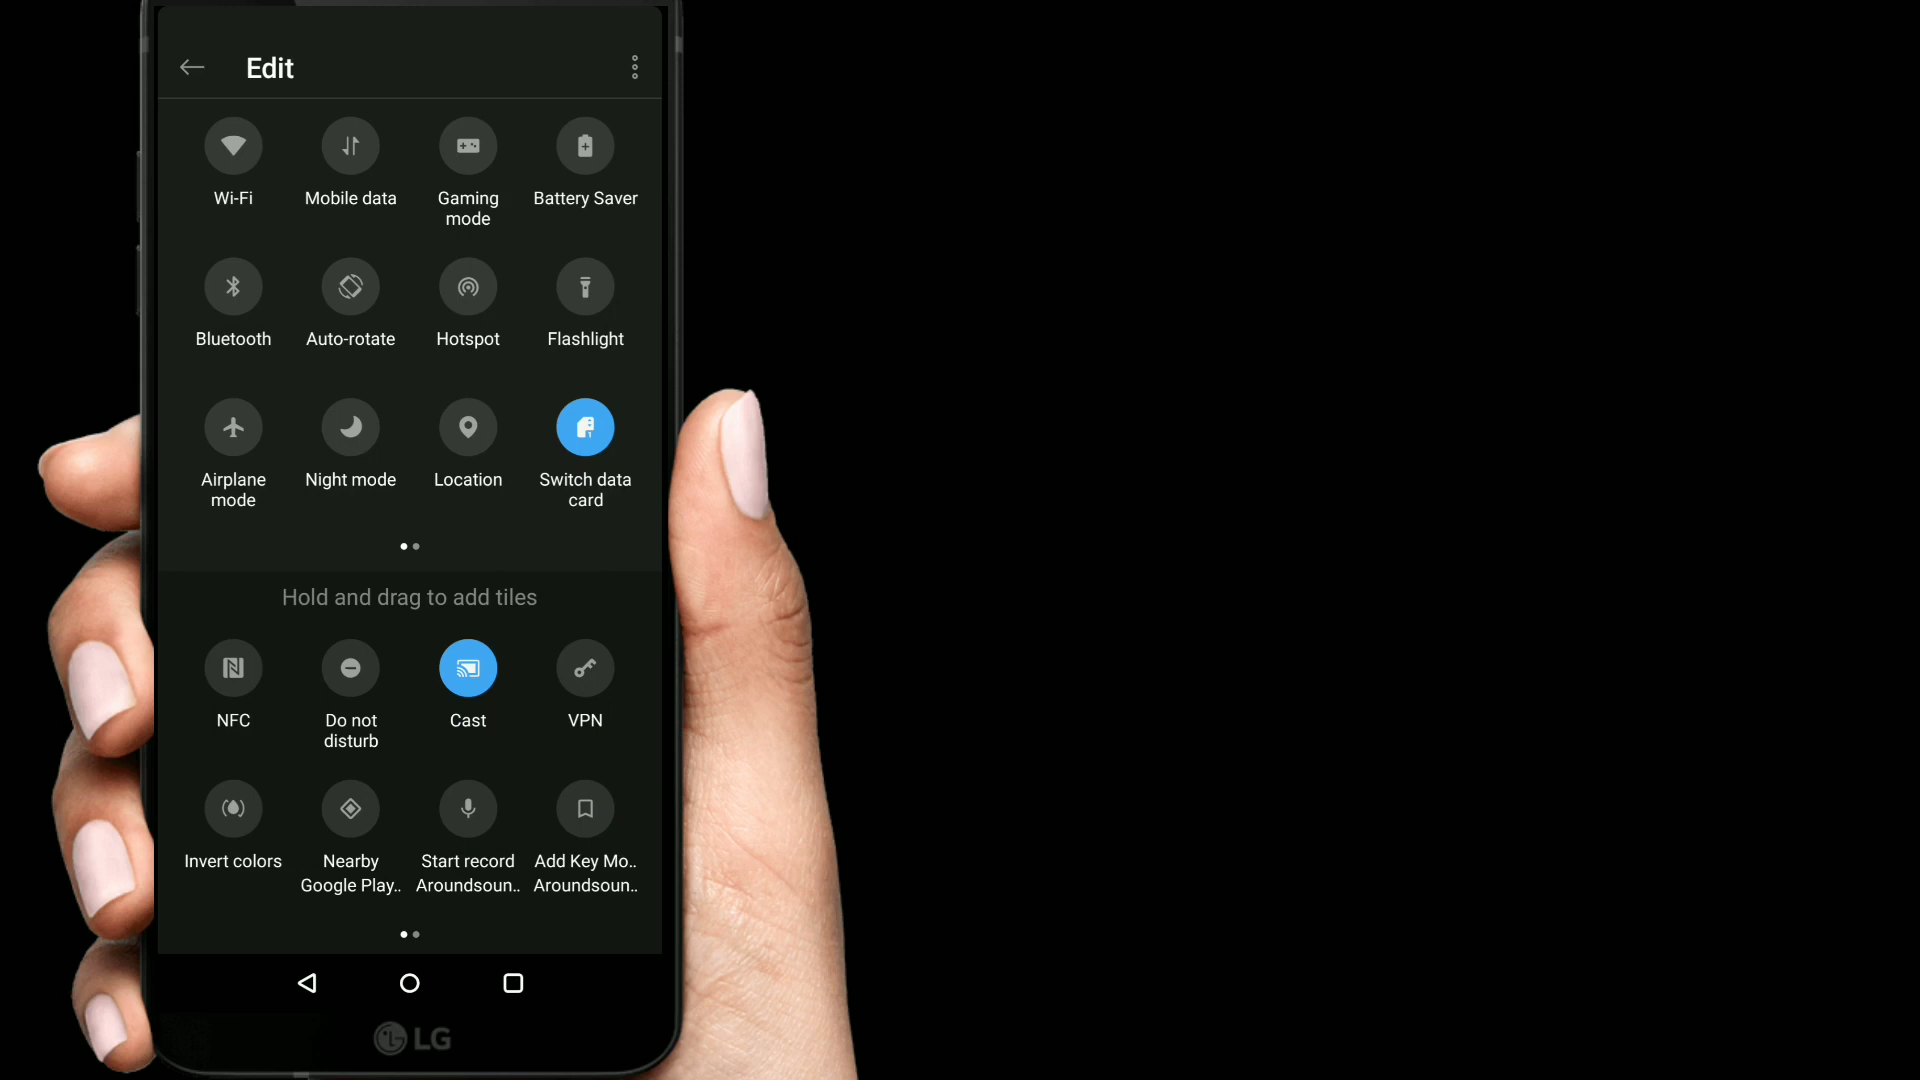 Edit
Wi-Fi
Mobile data
Gaming
mode
Battery Saver
Bluetooth
Auto-rotate
Hotspot
Flashlight
Airplane
mode
Night mode
Location
Switch data
card
Hold and drag to add tiles
NFC
Do not
disturb
Cast
VPN
Invert colors
Nearby
Google Play..
Start record
Aroundsoun..
Add Key Mo..
Aroundsoun..
LG